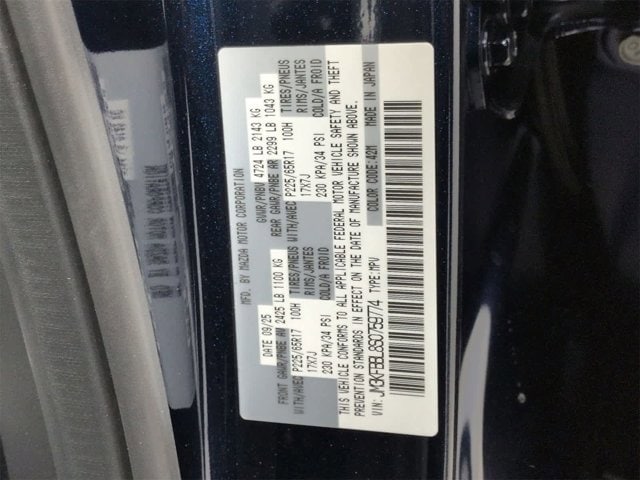 MFD. BY MAZDA MOTOR CORPORATION
DATE 09/25 GVWR/PNBV 4724 LB 2143 KG
FRONT GAWR/PNBE AV 2425 LB 1100 KG REAR GAWR/PNBE AR 2299 LB 1043 KG
WITH/AVEC P225/65R17 100H TIRES/PNEUS WITH/AVEC P225/65R17 100H TIRES/PNEUS
17X7J RIMS/JANTES 17X7J RIMS/JANTES
230 KPA/34 PSI COLD/A FROID 230 KPA/34 PSI COLD/A FROID
THIS VEHICLE CONFORMS TO ALL APPLICABLE FEDERAL MOTOR VEHICLE SAFETY AND THEFT
PREVENTION STANDARDS IN EFFECT ON THE DATE OF MANUFACTURE SHOWN ABOVE.
VIN: JM3KFBBL8S0759774 TYPE:MPV COLOR:42M MADE IN JAPAN